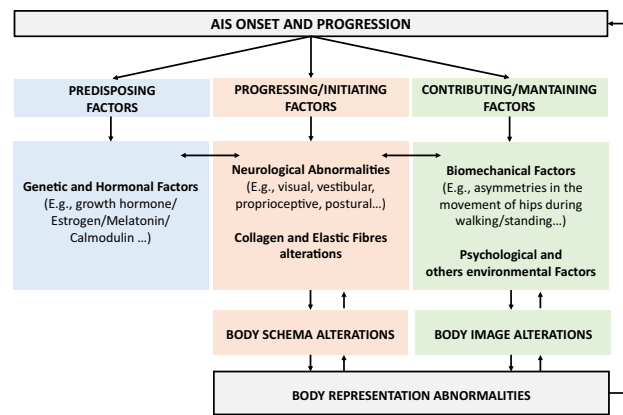 AIS ONSET AND PROGRESSION
PREDISPOSING
FACTORS
PROGRESSING/INITIATING
FACTORS
CONTRIBUTING/MANTAINING
FACTORS
Genetic and Hormonal Factors
(E.g., growth hormone/
Estrogen/Melatonin/
Calmodulin ...)
Neurological Abnormalities
(E.g., visual, vestibular,
proprioceptive, postural...)
Collagen and Elastic Fibres
alterations
Biomechanical Factors
(E.g., asymmetries in the
movement of hips during
walking/standing...)
Psychological and
others environmental Factors
BODY SCHEMA ALTERATIONS
BODY IMAGE ALTERATIONS
BODY REPRESENTATION ABNORMALITIES